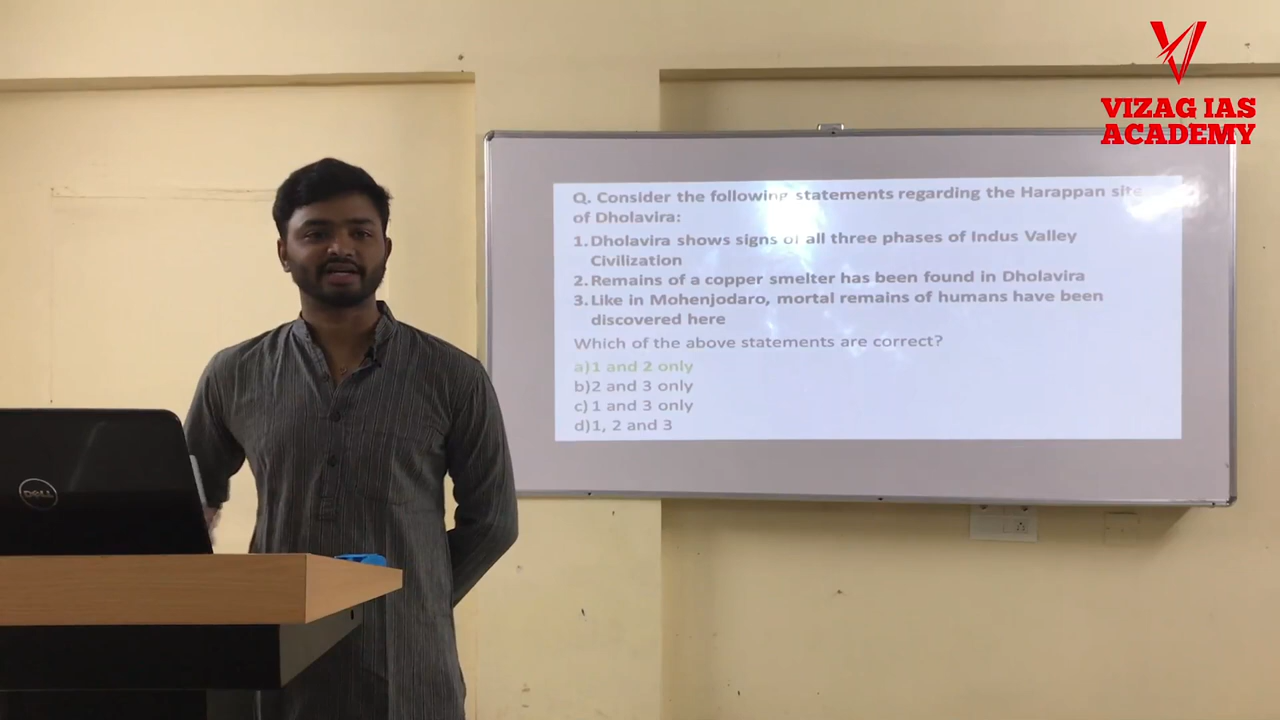 VIZAG IAS
ACADEMY
Q. Consider the following statements regarding the Harappan site
of Dholavira:
1. Dholavira shows signs of all three phases of Indus Valley
Civilization
2. Remains of a copper smelter has been found in Dholavira
3. Like in Mohenjodaro, mortal remains of humans have been
discovered here
Which of the above statements are correct?
a)1 and 2 only
b)2 and 3 only
c) 1 and 3 only
d)1, 2 and 3
DELL